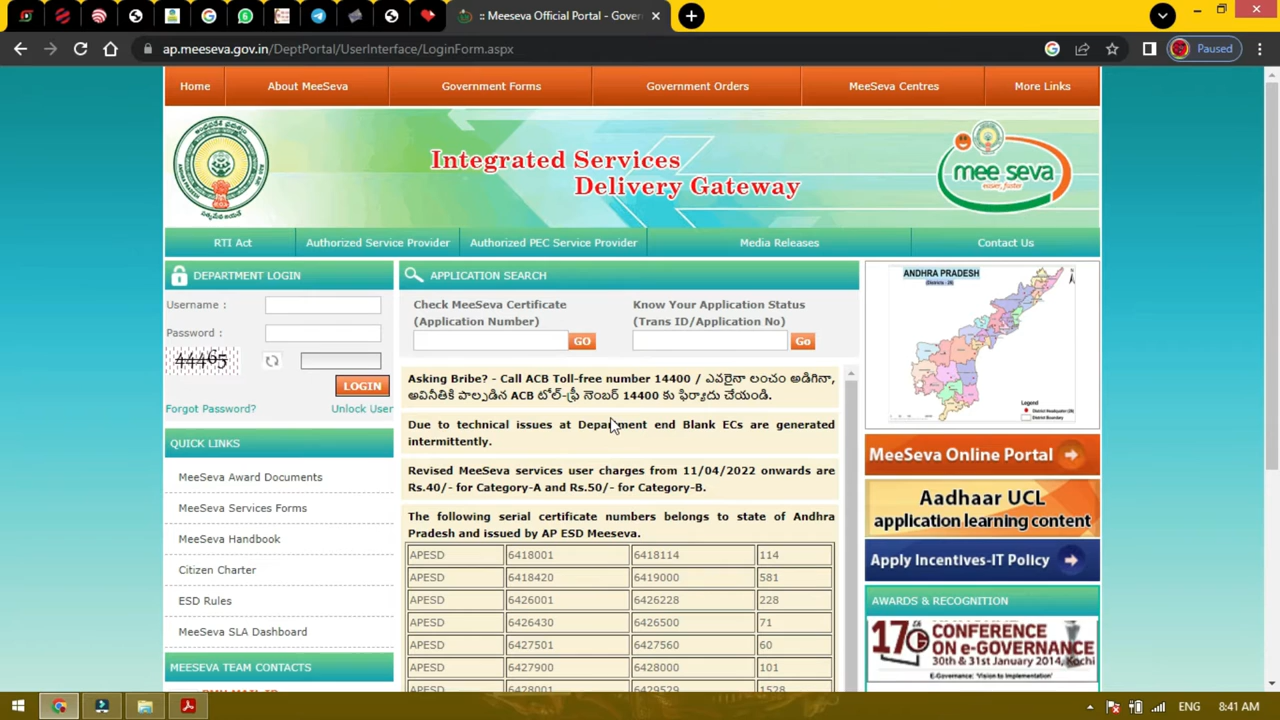 :: Meeseva Official Portal - Gover
ap.meeseva.gov.in/DeptPortal/UserInterface/LoginForm.aspx
Paused
Home
About MeeSeva
Government Forms
Government Orders
MeeSeva Centres
More Links
Integrated Services
Delivery Gateway
mee seva
easier, faster
RTI Act
Authorized Service Provider
Authorized PEC Service Provider
Media Releases
Contact Us
DEPARTMENT LOGIN
Username :
Password :
44465
LOGIN
Forgot Password?
Unlock User
QUICK LINKS
MeeSeva Award Documents
MeeSeva Services Forms
MeeSeva Handbook
Citizen Charter
ESD Rules
MeeSeva SLA Dashboard
MEESEVA TEAM CONTACTS
APPLICATION SEARCH
Check MeeSeva Certificate
(Application Number)
GO
Know Your Application Status
(Trans ID/Application No)
Go
Asking Bribe? - Call ACB Toll-free number 14400 / ఎవరైనా లంచం అడిగినా,
అవినీతికి పాల్పడిన ACB టోల్-ఫ్రీ నెంబర్ 14400 కు ఫిర్యాదు చేయండి.
Due to technical issues at Department end Blank ECs are generated
intermittently.
Revised MeeSeva services user charges from 11/04/2022 onwards are
Rs.40/- for Category-A and Rs.50/- for Category-B.
The following serial certificate numbers belongs to state of Andhra
Pradesh and issued by AP ESD Meeseva.
APESD 6418001 6418114 114
APESD 6418420 6419000 581
APESD 6426001 6426228 228
APESD 6426430 6426500 71
APESD 6427501 6427560 60
APESD 6427900 6428000 101
APESD 6428001 6429529 1528
ANDHRA PRADESH
MeeSeva Online Portal
Aadhaar UCL
application learning content
Apply Incentives-IT Policy
AWARDS & RECOGNITION
17th CONFERENCE
ON e-GOVERNANCE
30th & 31st January 2014, Kochi
E-Governance: 'Vision to Implementation'
ENG
8:41 AM